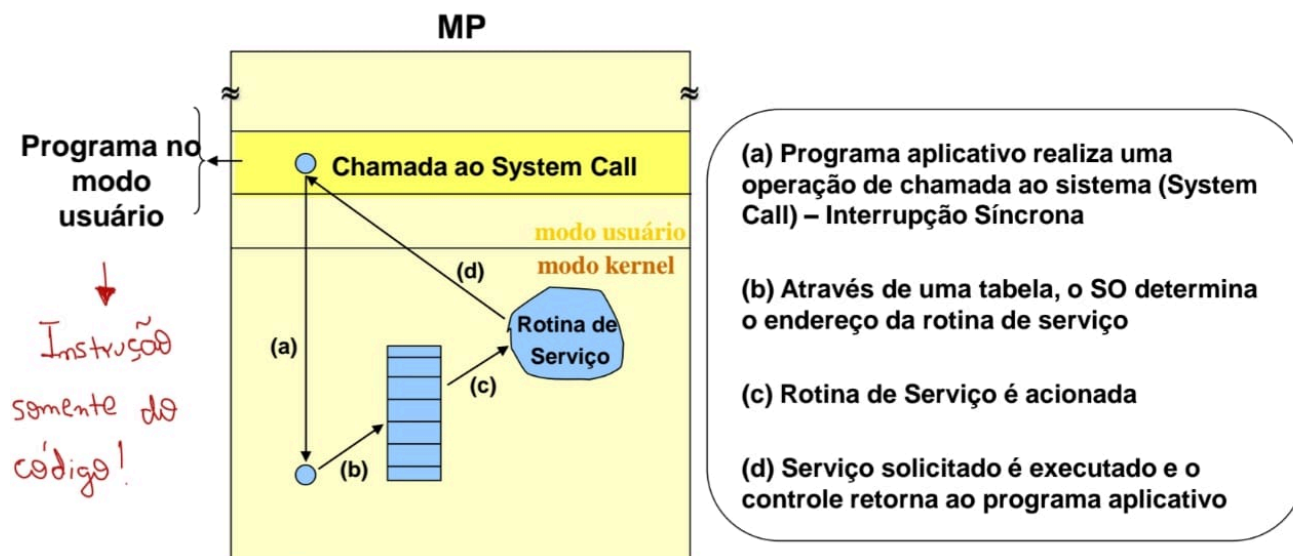 MP
≈
≈
Programa no
modo
usuário
Instrução
somente do
código!
Chamada ao System Call
modo usuário
modo kernel
(d)
Rotina de
Serviço
(a)
(c)
(b)
(a) Programa aplicativo realiza uma
operação de chamada ao sistema (System
Call) – Interrupção Síncrona
(b) Através de uma tabela, o SO determina
o endereço da rotina de serviço
(c) Rotina de Serviço é acionada
(d) Serviço solicitado é executado e o
controle retorna ao programa aplicativo